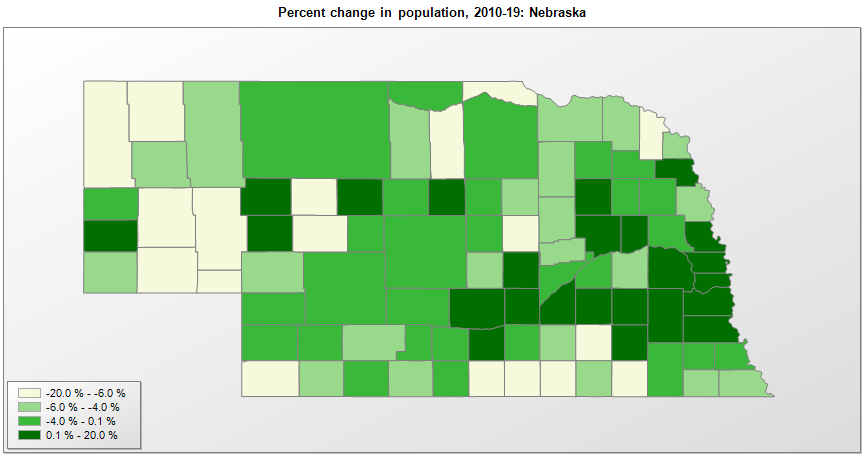 Percent change in population, 2010-19: Nebraska
-20.0 % - -6.0 %
-6.0 % - -4.0 %
-4.0 % - 0.1 %
0.1 % - 20.0 %